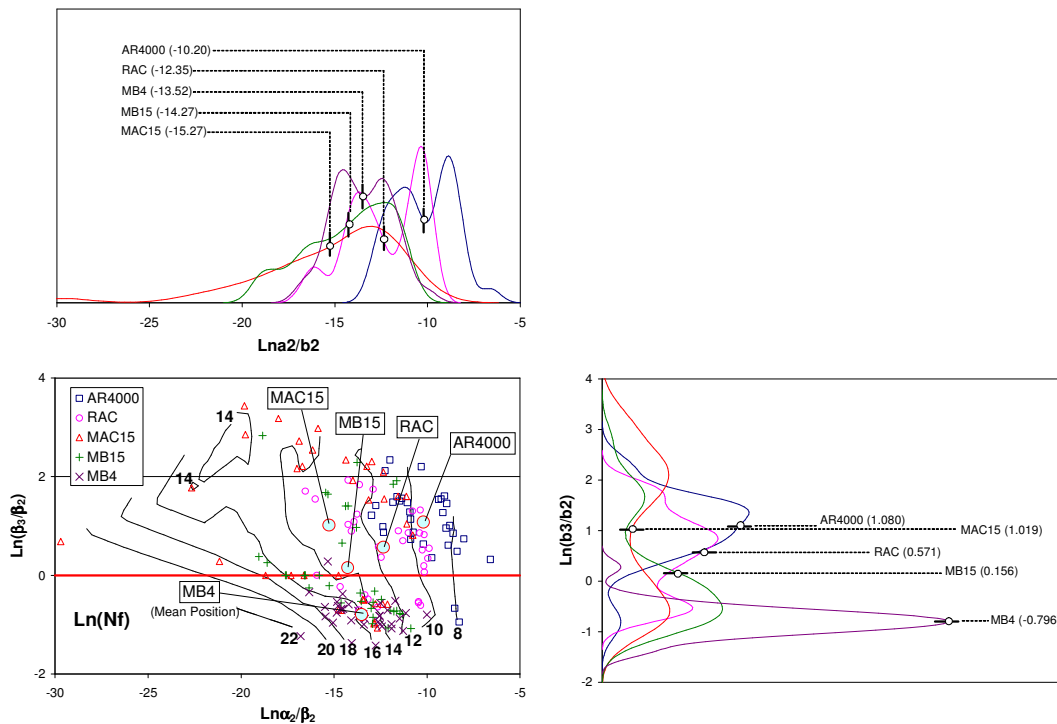 AR4000 (-10.20)
RAC (-12.35)
MB4 (-13.52)
MB15 (-14.27)
MAC15 (-15.27)
-30 -25 -20 -15 -10 -5
Lna2/b2
4
2
0
-2
Ln(β3/β2)
AR4000
RAC
MAC15
MB15
MB4
14
14
MAC15
MB15
RAC
AR4000
MB4
(Mean Position)
Ln(Nf)
22 20 18 16 14 12 10 8
-30 -25 -20 -15 -10 -5
Lnα2/β2
4
3
2
1
0
-1
-2
Ln(b3/b2)
AR4000 (1.080)
MAC15 (1.019)
RAC (0.571)
MB15 (0.156)
MB4 (-0.796)